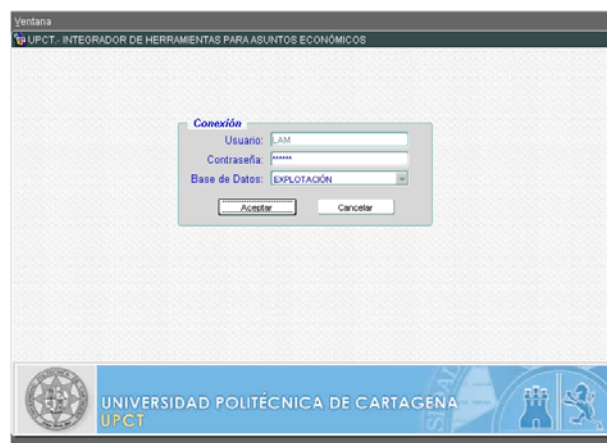 Ventana
UPCT.- INTEGRADOR DE HERRAMIENTAS PARA ASUNTOS ECONÓMICOS
Conexión
Usuario: LAM
Contraseña: ******
Base de Datos: EXPLOTACIÓN
Aceptar Cancelar
UNIVERSIDAD POLITÉCNICA DE CARTAGENA
UPCT